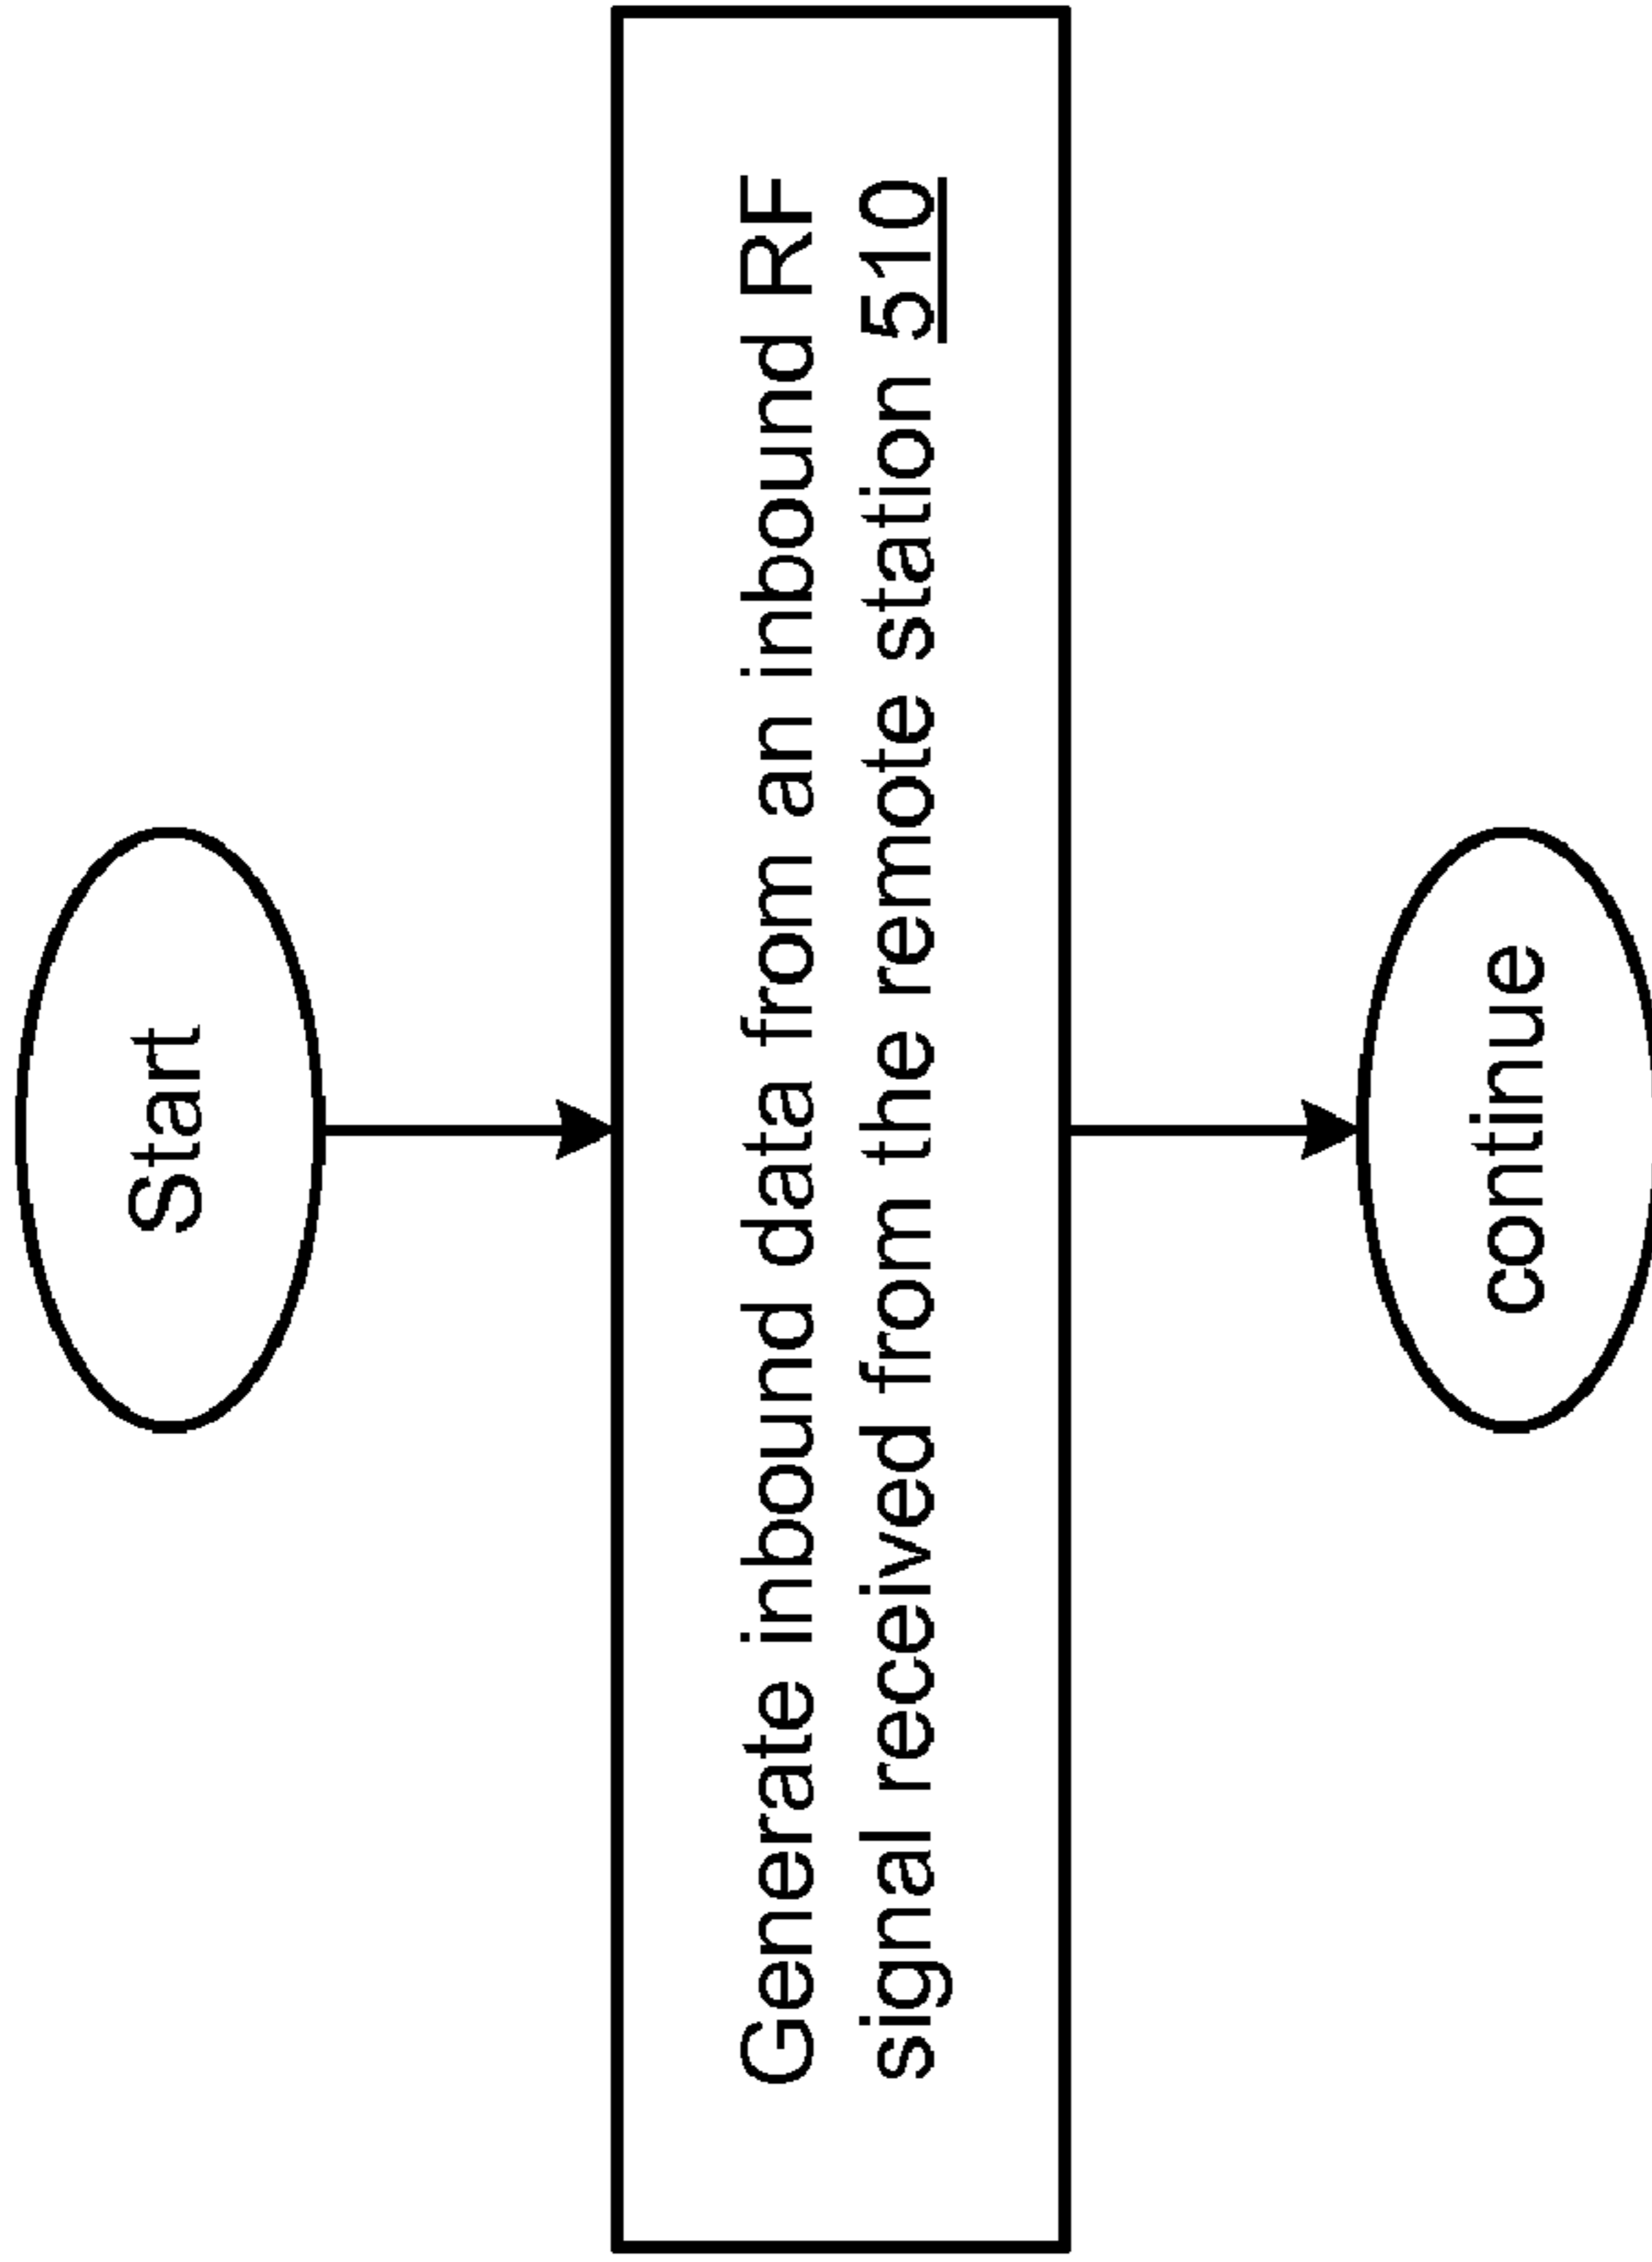 Start
Generate inbound data from an inbound RF
signal received from the remote station 510
continue